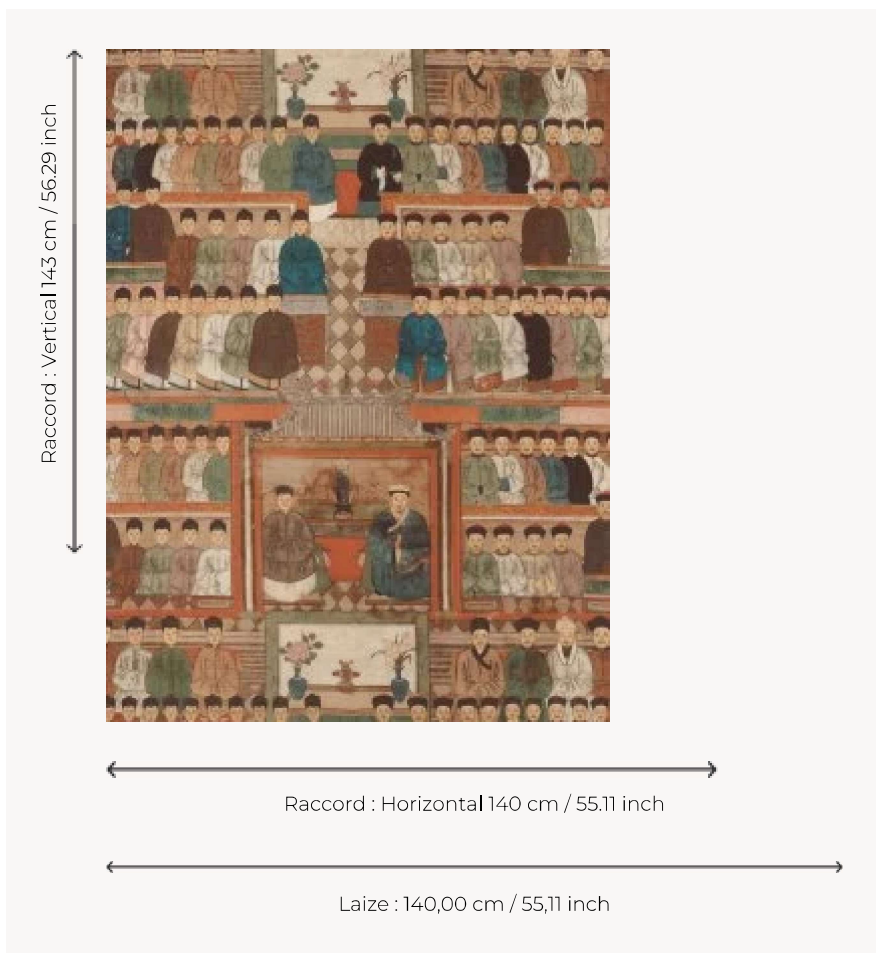 Raccord : Vertical 143 cm / 56.29 inch
Raccord : Horizontal 140 cm / 55.11 inch
Laize : 140,00 cm / 55,11 inch